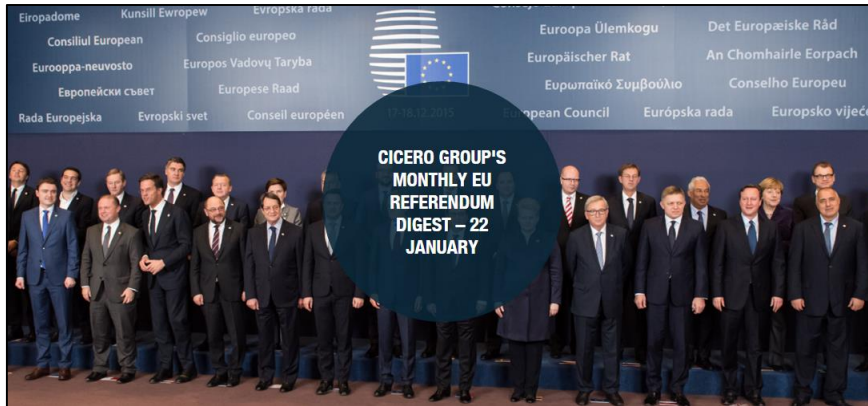 Eiropadome
Kunsill Ewropew
Evropska rada
Consiliul European
Consiglio europeo
Eurooppa-neuvosto
Europos Vadovų Taryba
Европейски съвет
Europese Raad
Rada Europejska
Evropski svet
Conseil européen
17-18.12.2015
Euroopa Ülemkogu
Det Europæiske Råd
Europäischer Rat
An Chomhairle Eorpach
Ευρωπαϊκό Συμβούλιο
Conselho Europeu
European Council
Európska rada
Europsko vijeće
CICERO GROUP'S
MONTHLY EU
REFERENDUM
DIGEST – 22
JANUARY